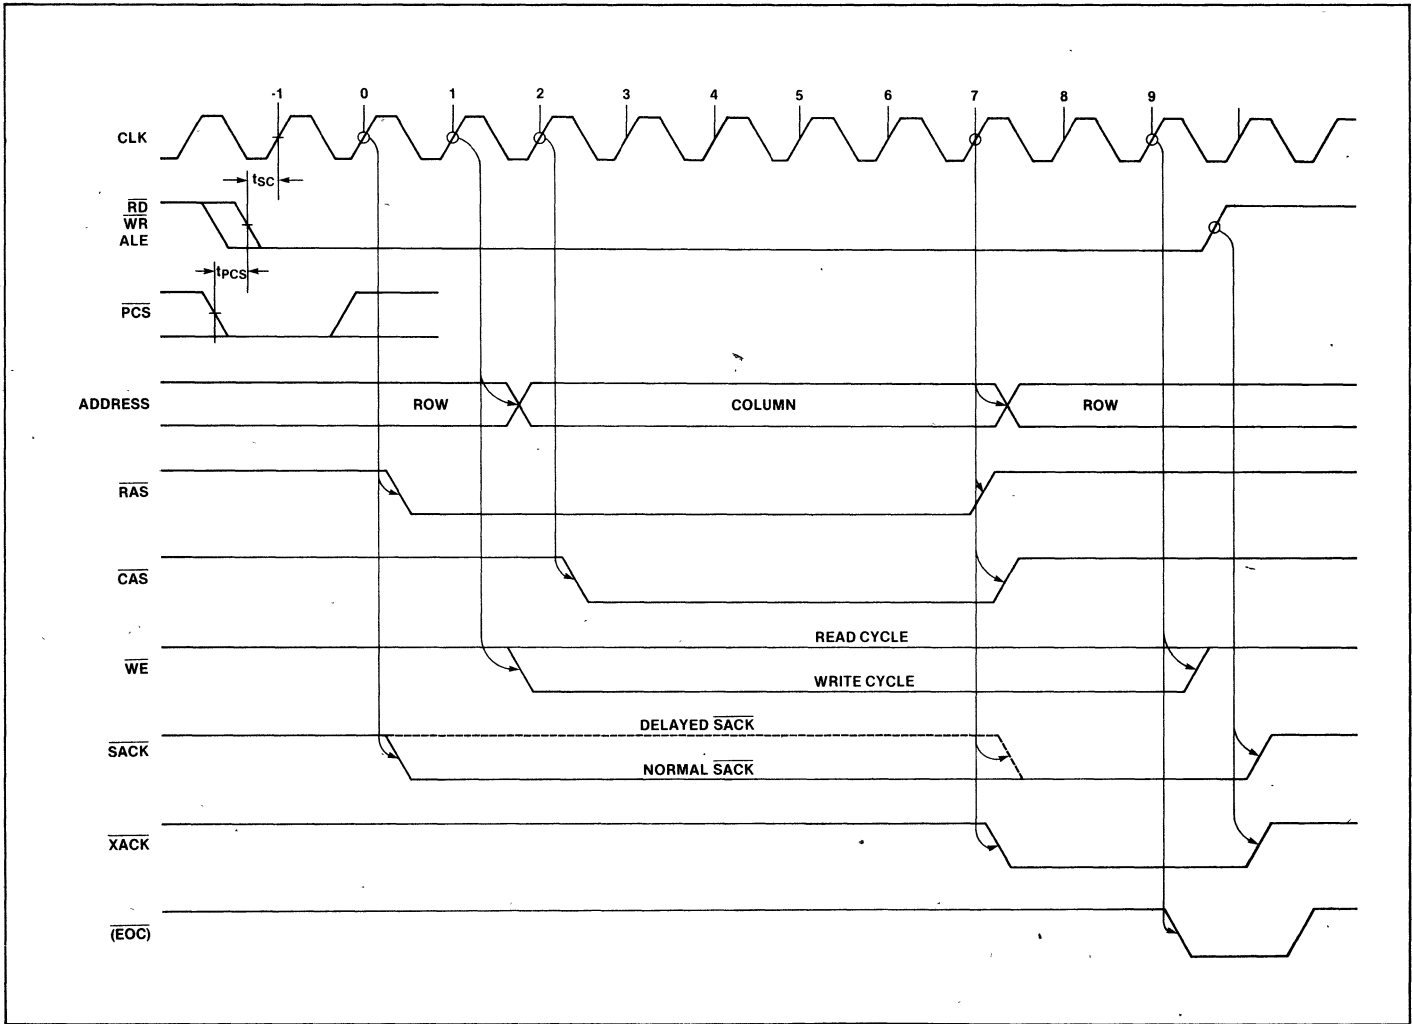 -1 0 1 2 3 4 5 6 7 8 9
CLK
tSC
RD
WR
ALE
tPCS
PCS
ADDRESS ROW COLUMN ROW
RAS
CAS
READ CYCLE
WE
WRITE CYCLE
DELAYED SACK
SACK
NORMAL SACK
XACK
(EOC)